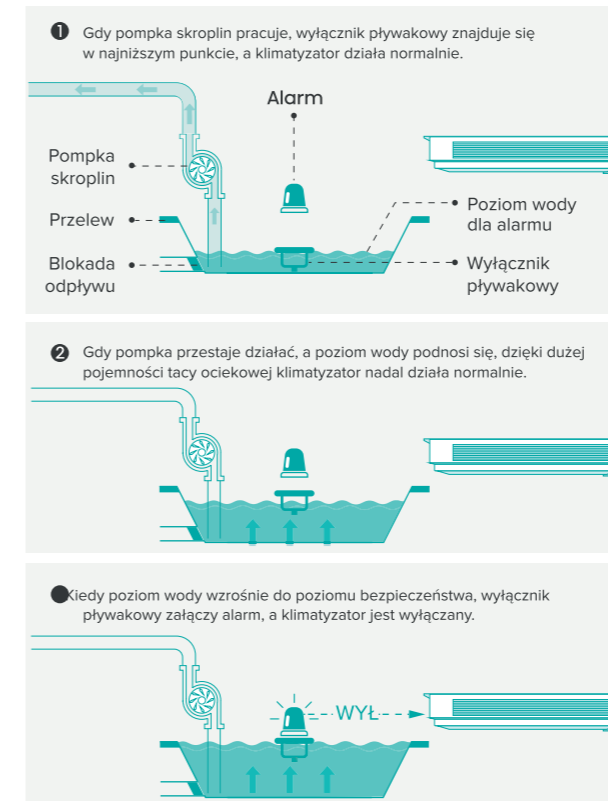 1 Gdy pompka skroplin pracuje, wyłącznik pływakowy znajduje się
w najniższym punkcie, a klimatyzator działa normalnie.
Alarm
Pompka
skroplin
Przelew
Blokada
odpływu
Poziom wody
dla alarmu
Wyłącznik
pływakowy
2 Gdy pompka przestaje działać, a poziom wody podnosi się, dzięki dużej
pojemności tacy ociekowej klimatyzator nadal działa normalnie.
Kiedy poziom wody wzrośnie do poziomu bezpieczeństwa, wyłącznik
pływakowy załączy alarm, a klimatyzator jest wyłączany.
WYŁ